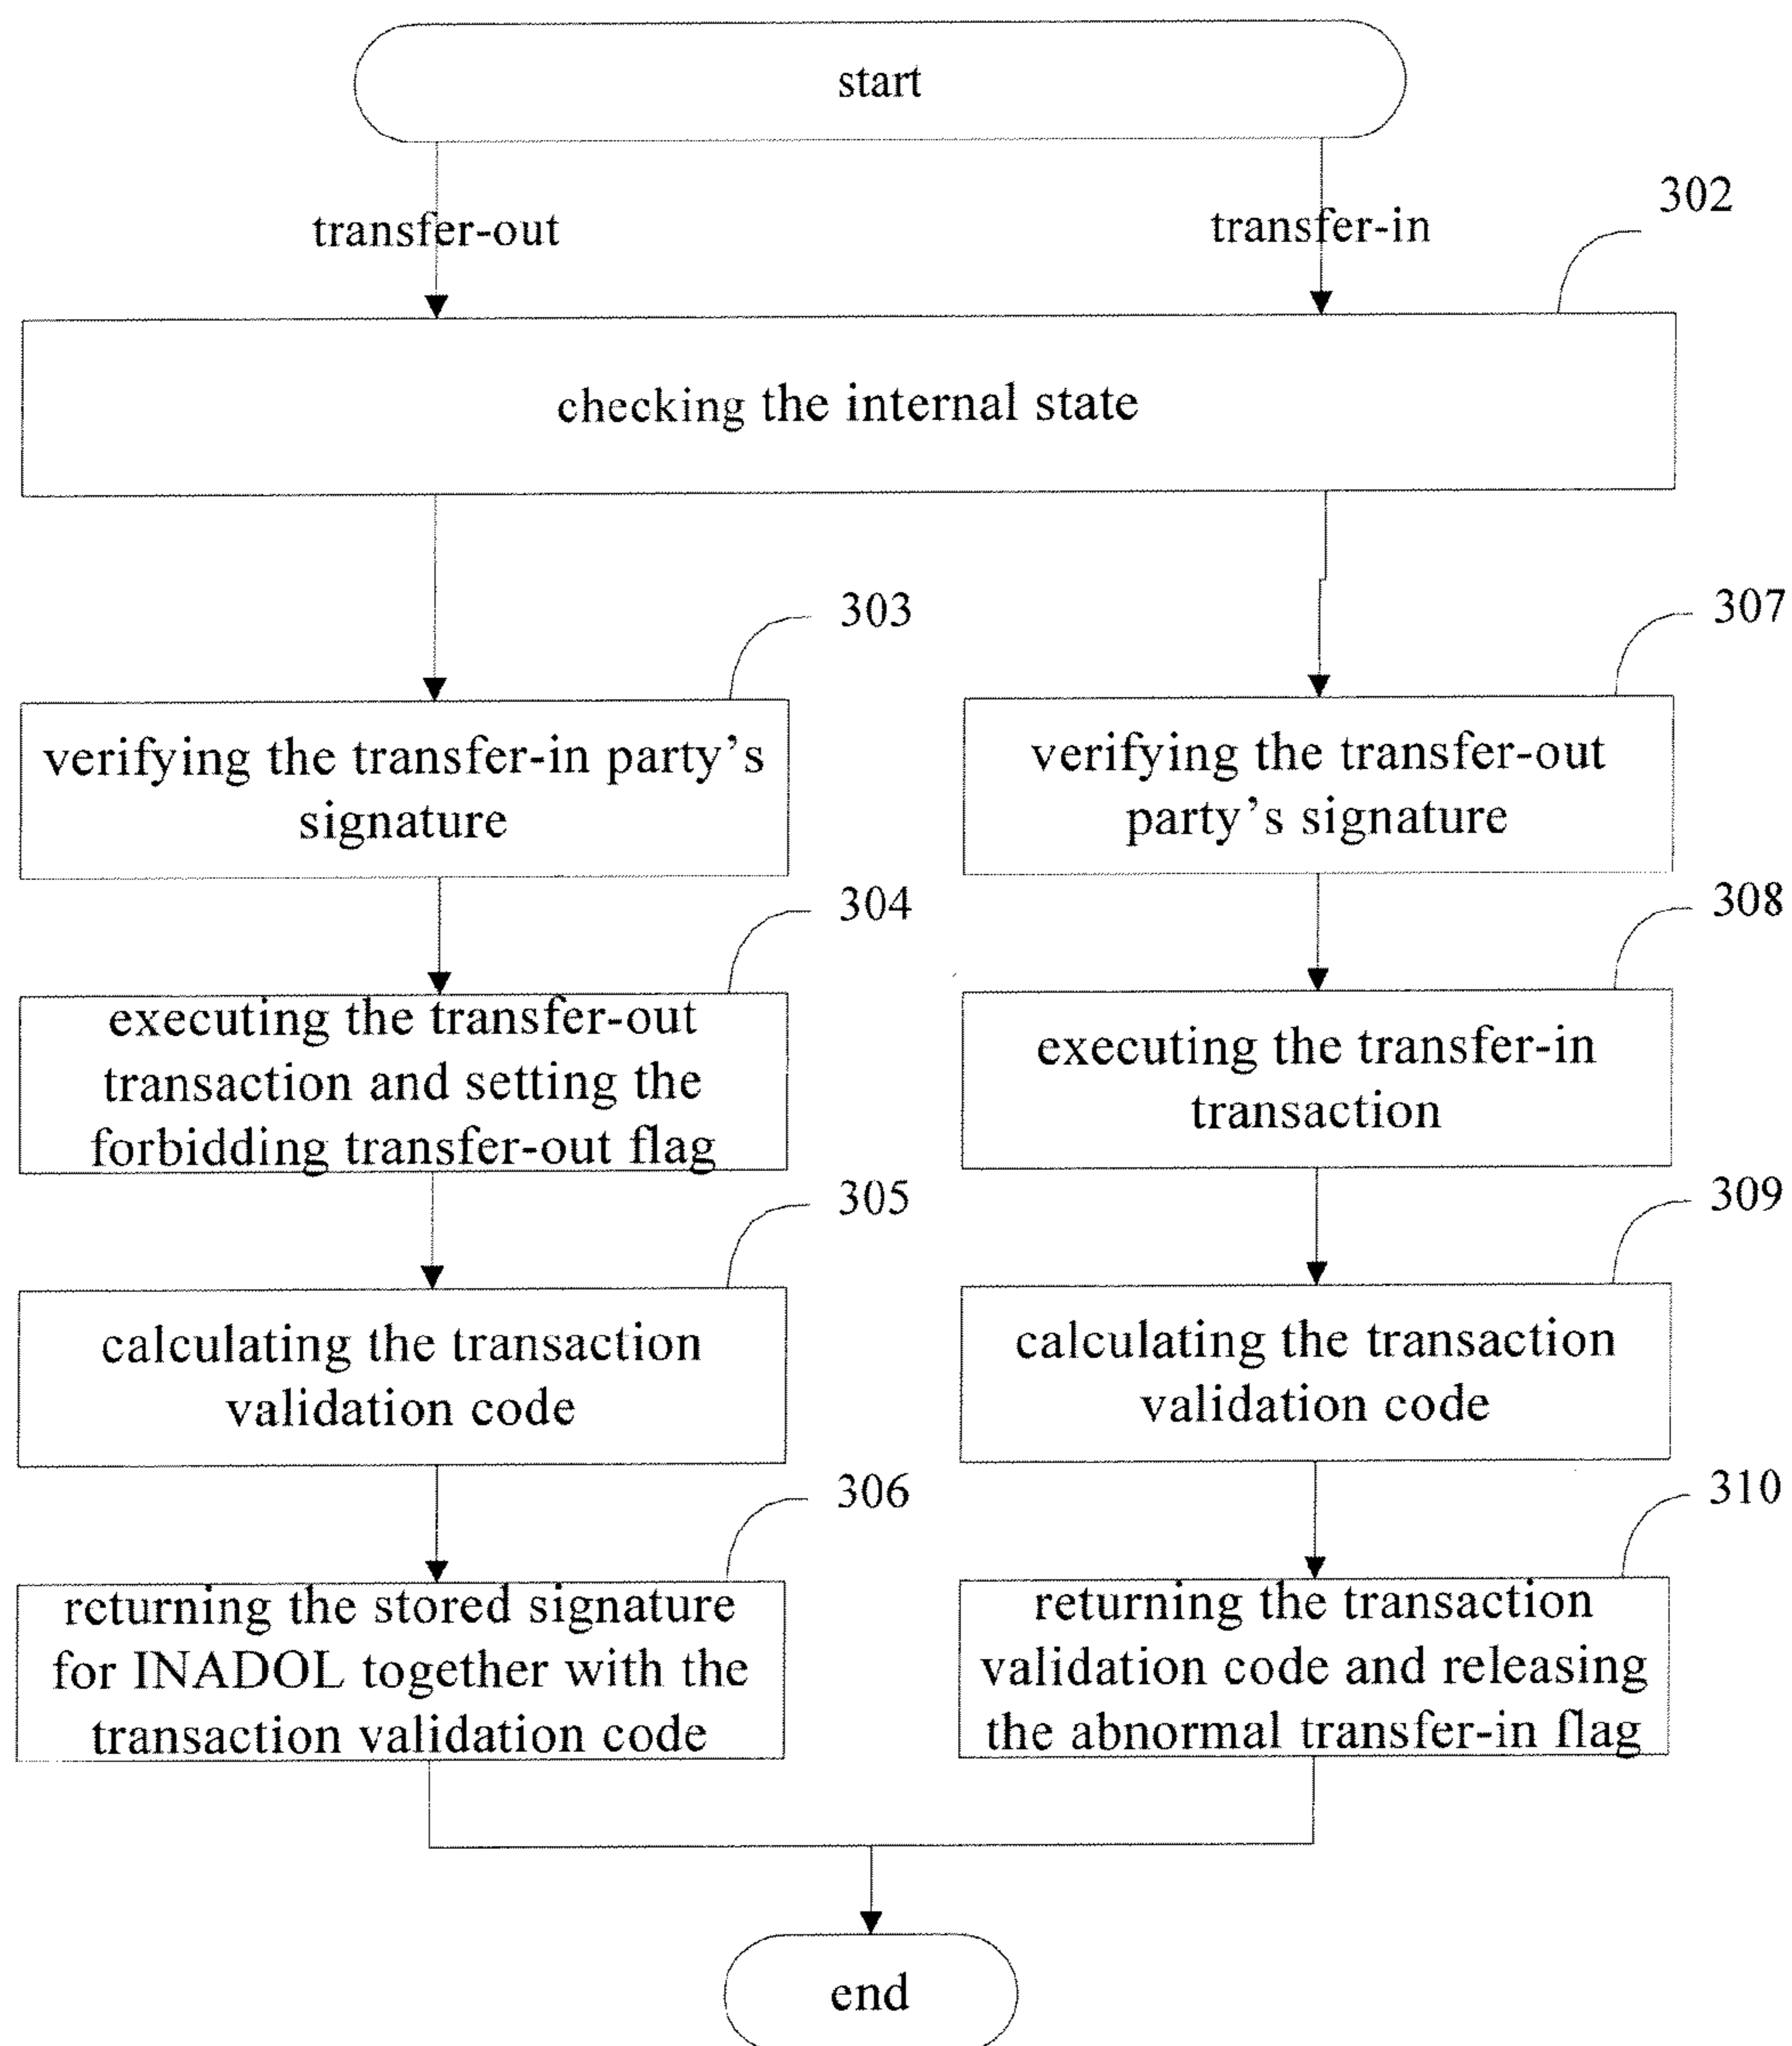 start
transfer-out
transfer-in
302
checking the internal state
303
verifying the transfer-in party's
signature
304
executing the transfer-out
transaction and setting the
forbidding transfer-out flag
305
calculating the transaction
validation code
306
returning the stored signature
for INADOL together with the
transaction validation code
307
verifying the transfer-out
party's signature
308
executing the transfer-in
transaction
309
calculating the transaction
validation code
310
returning the transaction
validation code and releasing
the abnormal transfer-in flag
end